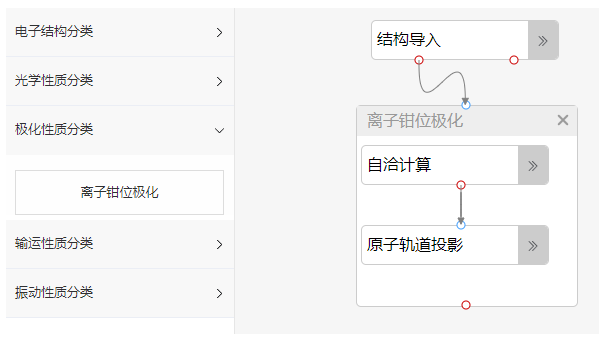 电子结构分类
光学性质分类
极化性质分类
离子钳位极化
输运性质分类
振动性质分类
结构导入
离子钳位极化
自洽计算
原子轨道投影